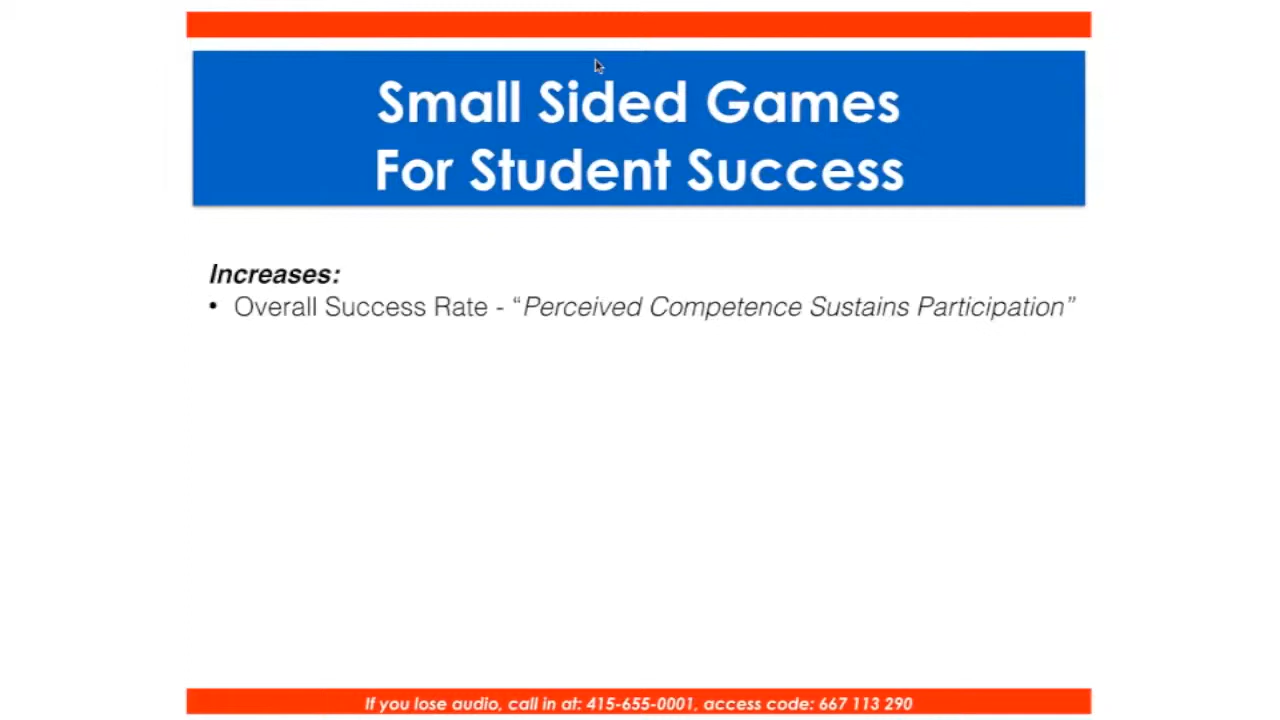 Small Sided Games
For Student Success
Increases:
• Overall Success Rate - “Perceived Competence Sustains Participation”
If you lose audio, call in at: 415-655-0001, access code: 667 113 290